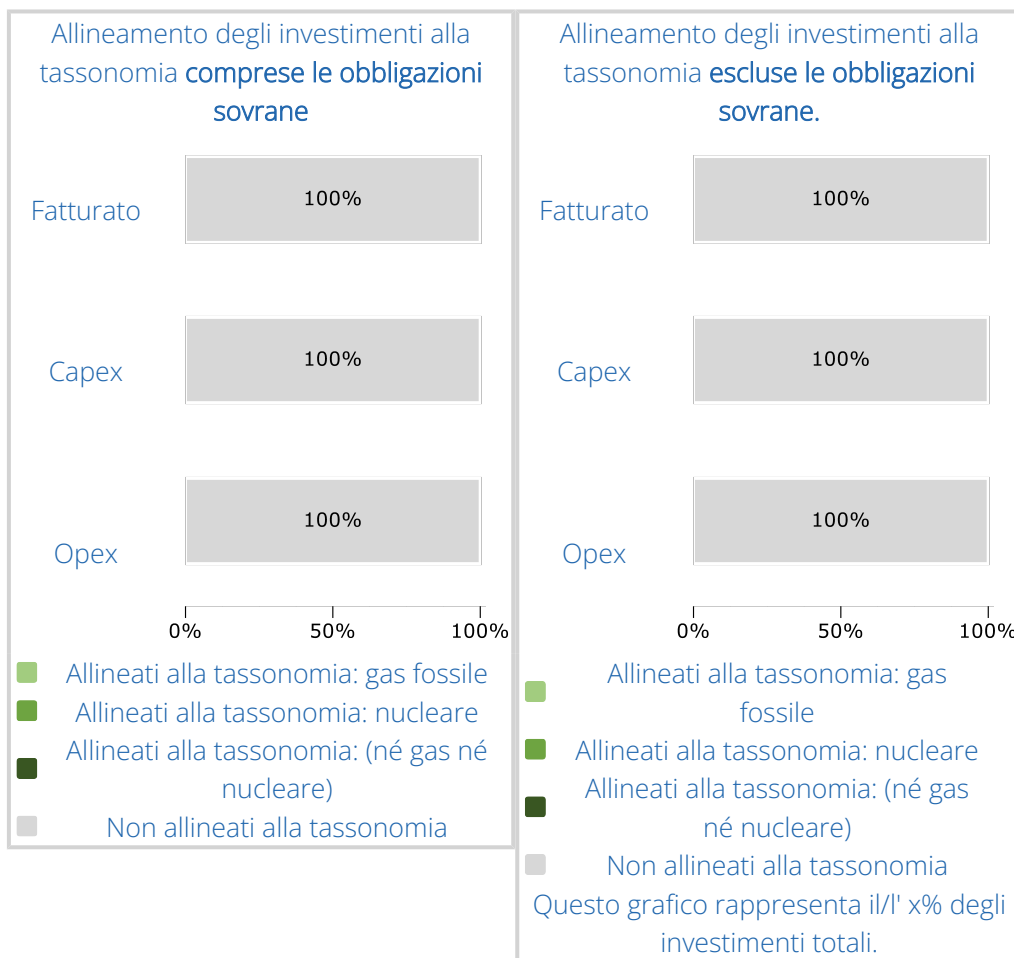 Allineamento degli investimenti alla
tassonomia comprese le obbligazioni
sovrane
Fatturato
100%
Capex
100%
Opex
100%
0%
50%
100%
Allineati alla tassonomia: gas fossile
Allineati alla tassonomia: nucleare
Allineati alla tassonomia: (né gas né
nucleare)
Non allineati alla tassonomia
Allineamento degli investimenti alla
tassonomia escluse le obbligazioni
sovrane.
Fatturato
100%
Capex
100%
Opex
100%
0%
50%
100%
Allineati alla tassonomia: gas
fossile
Allineati alla tassonomia: nucleare
Allineati alla tassonomia: (né gas
né nucleare)
Non allineati alla tassonomia
Questo grafico rappresenta il/l' x% degli
investimenti totali.